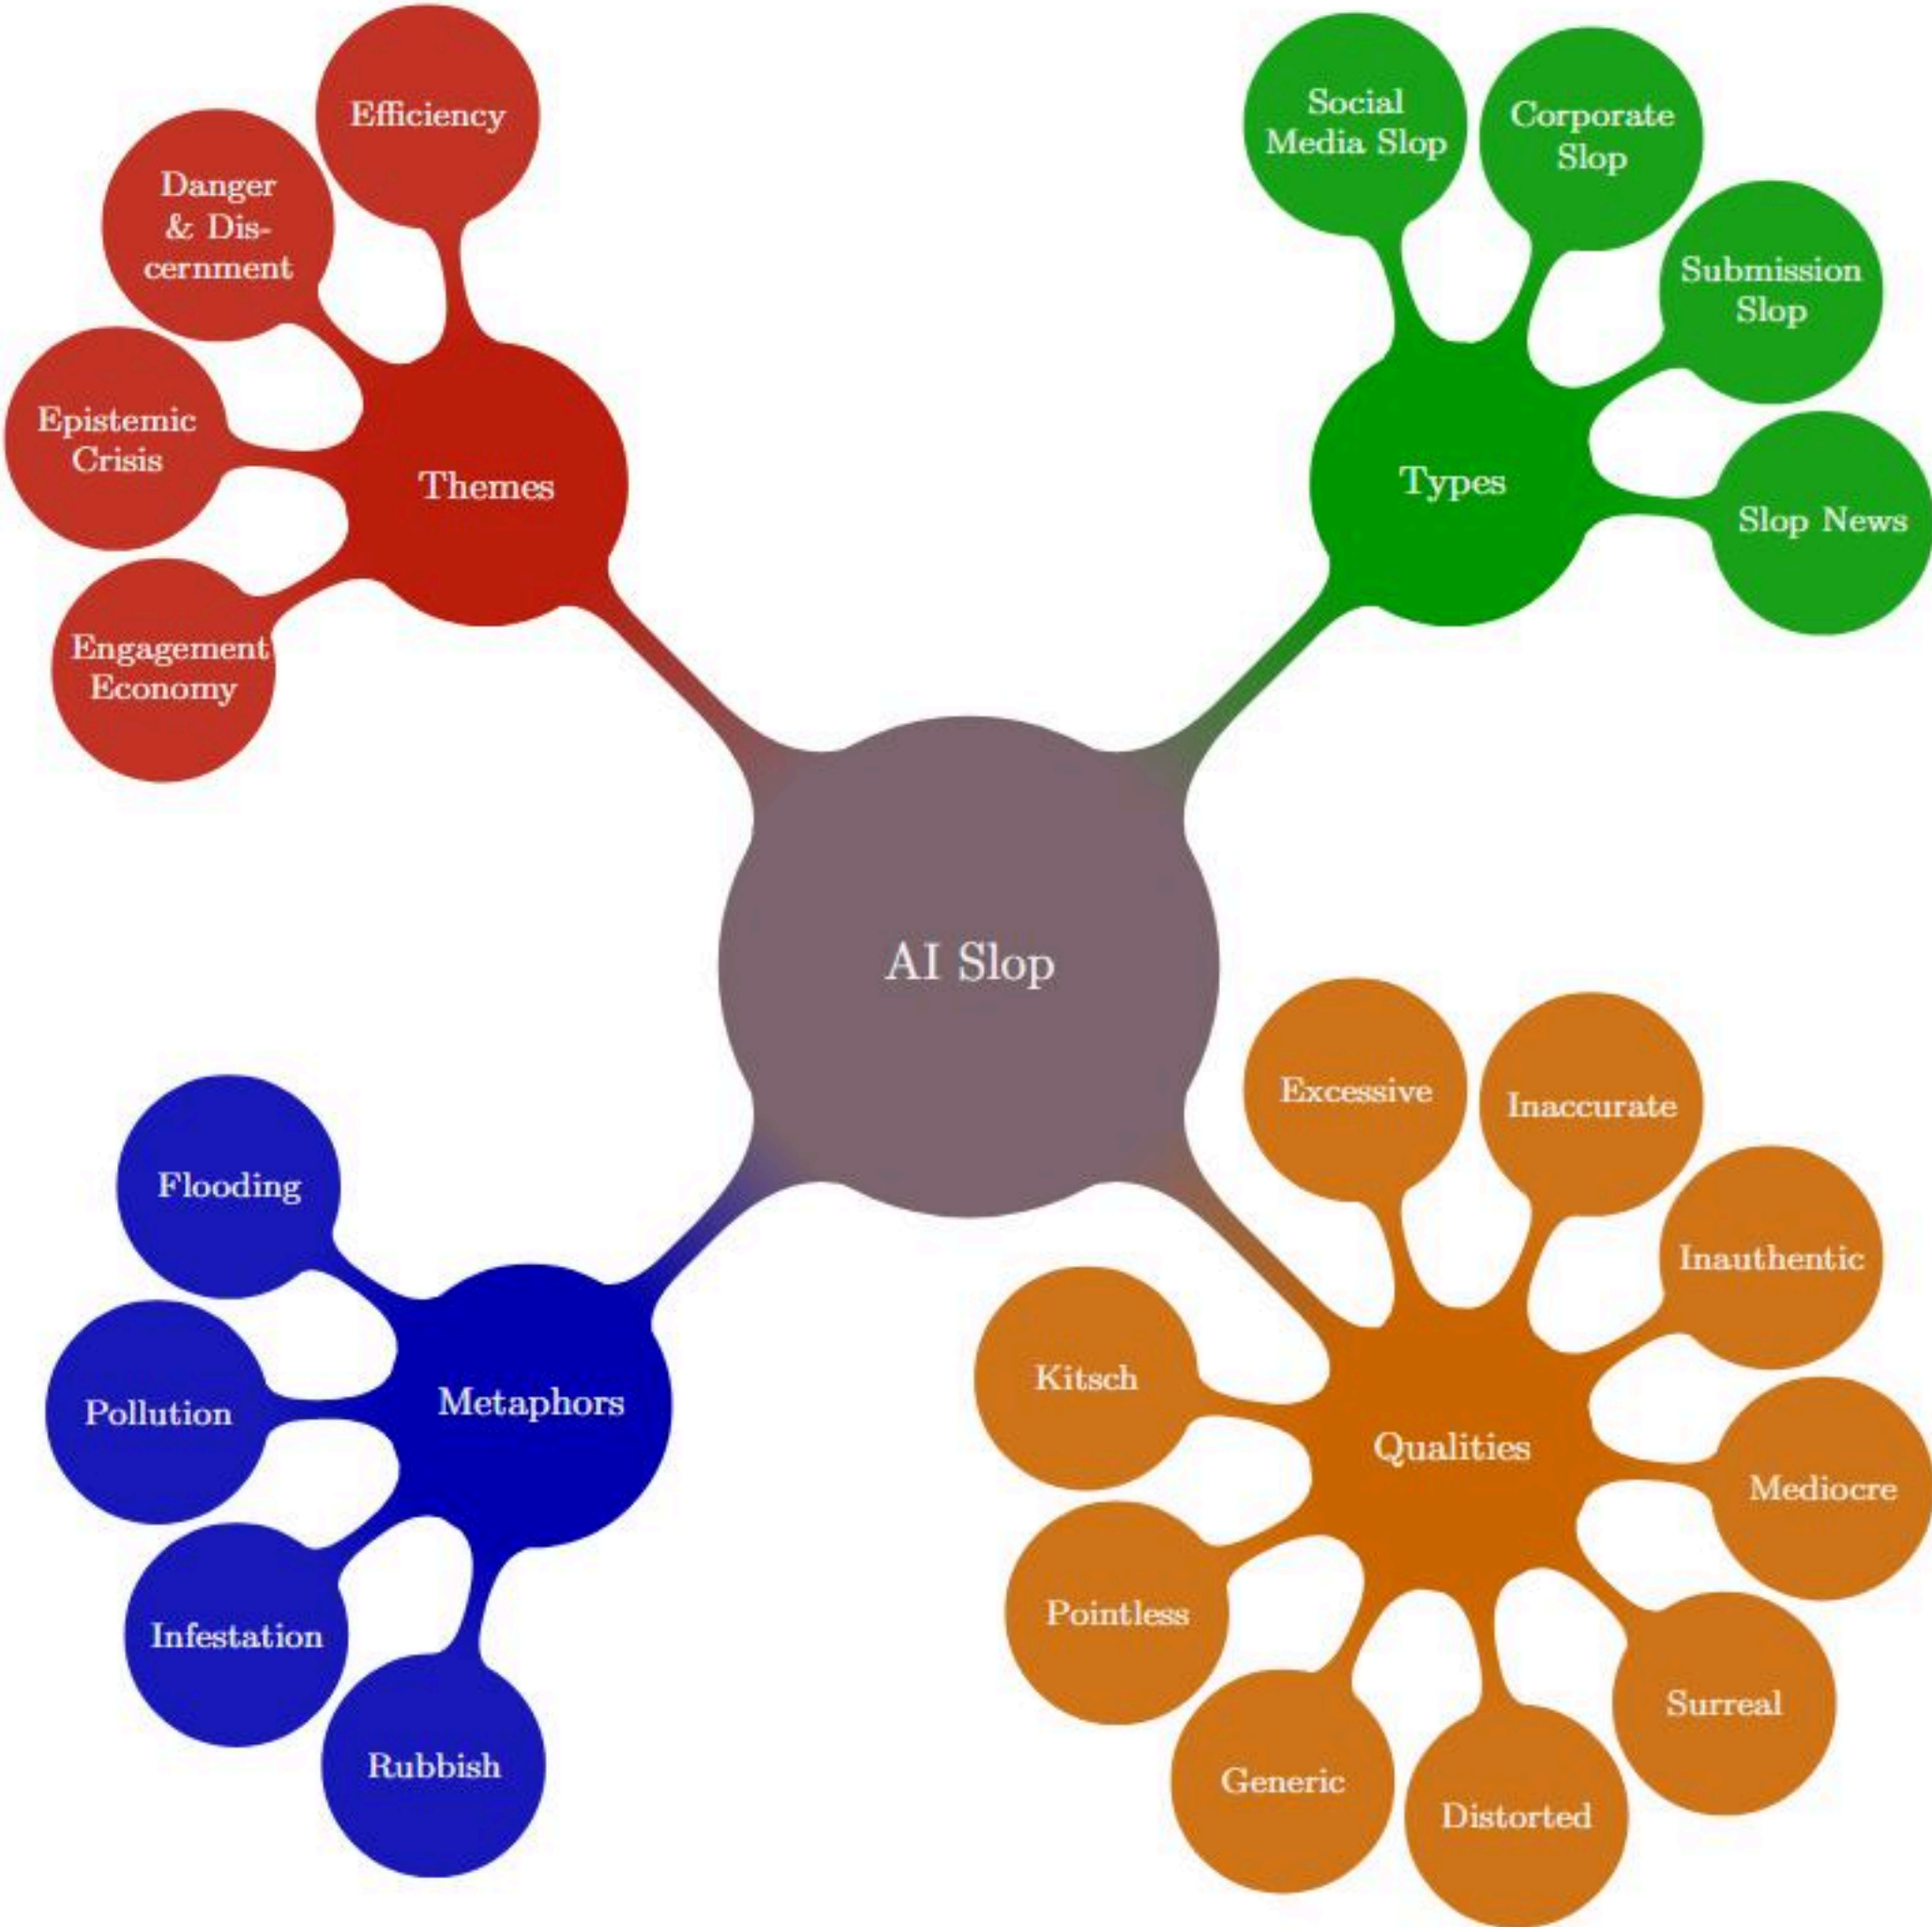 Efficiency
Danger
& Dis-
cernment
Epistemic
Crisis
Engagement
Economy
Themes
Social
Media Slop
Corporate
Slop
Submission
Slop
Slop News
Types
AI Slop
Flooding
Pollution
Infestation
Rubbish
Metaphors
Excessive
Inaccurate
Inauthentic
Mediocre
Surreal
Distorted
Generic
Pointless
Kitsch
Qualities